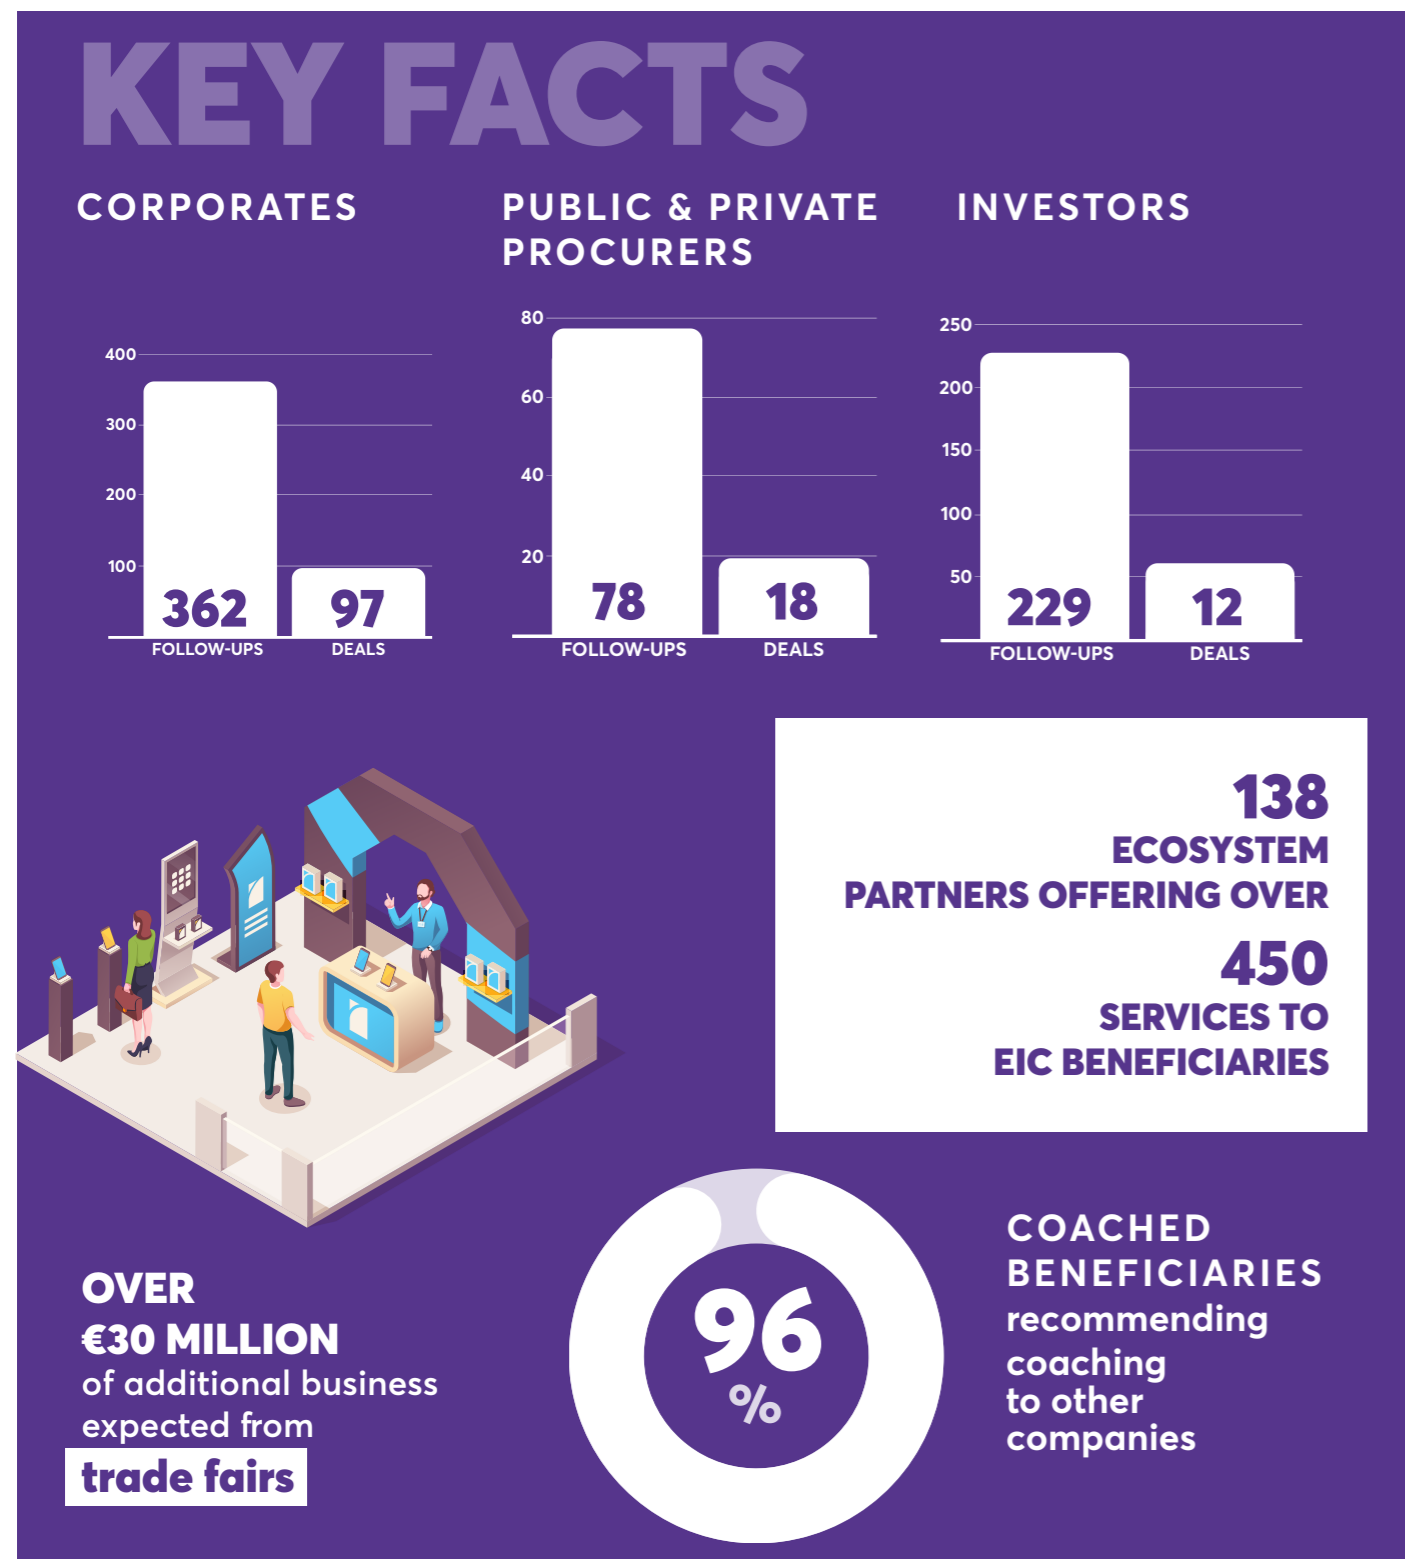 KEY FACTS
CORPORATES
400
300
200
100
362
97
FOLLOW-UPS
DEALS
PUBLIC & PRIVATE
PROCURERS
80
60
40
20
78
18
FOLLOW-UPS
DEALS
INVESTORS
250
200
150
100
50
229
12
FOLLOW-UPS
DEALS
138
ECOSYSTEM
PARTNERS OFFERING OVER
450
SERVICES TO
EIC BENEFICIARIES
OVER
€30 MILLION
of additional business
expected from
trade fairs
96
%
COACHED
BENEFICIARIES
recommending
coaching
to other
companies